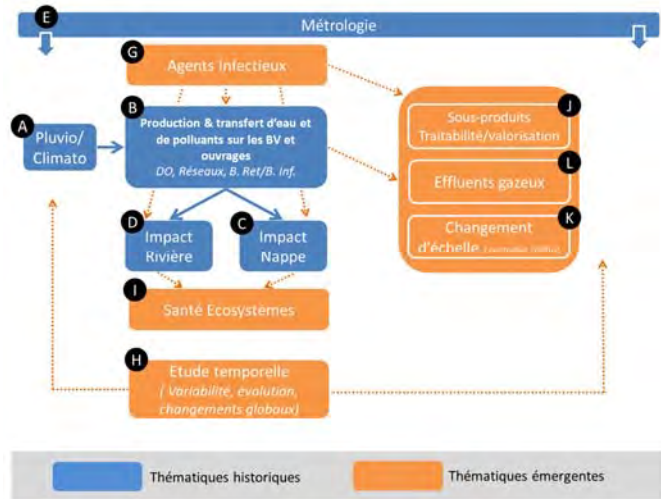 E
Métrologie
G
Agents Infectieux
B
Production & transfert d'eau et
de polluants sur les BV et
ouvrages
DO, Réseaux, B. Ret/B. Inf.
A
Pluvio/
Climato
D
Impact
Rivière
C
Impact
Nappe
I
Santé Ecosystèmes
H
Etude temporelle
( Variabilité, évolution,
changements globaux)
J
Sous-produits
Traitabilité/valorisation
L
Effluents gazeux
K
Changement
d'échelle
Thématiques historiques
Thématiques émergentes